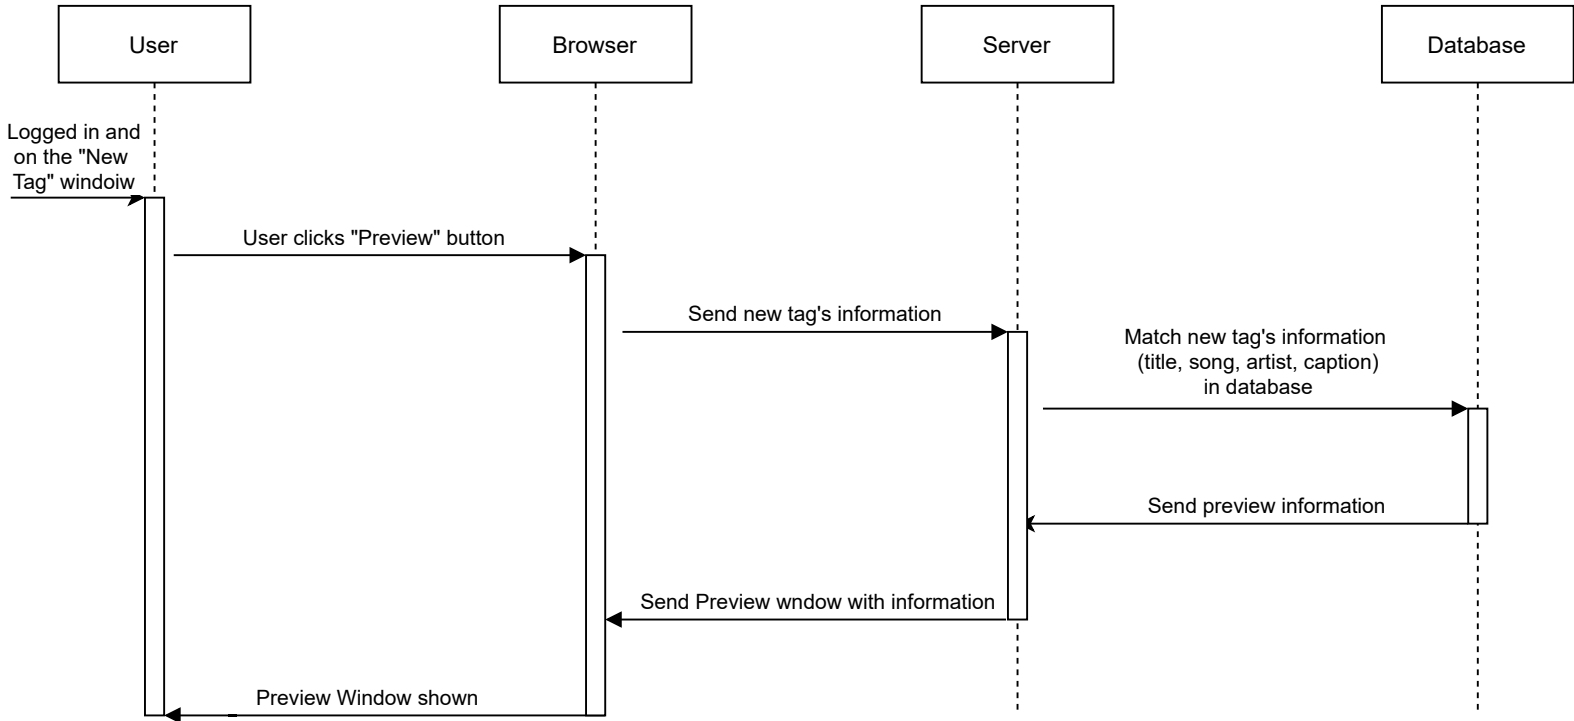 User
Browser
Server
Database
Logged in and
on the "New
Tag" windoiw
User clicks "Preview" button
Send new tag's information
Match new tag's information
(title, song, artist, caption)
in database
Send preview information
Send Preview wndow with information
Preview Window shown